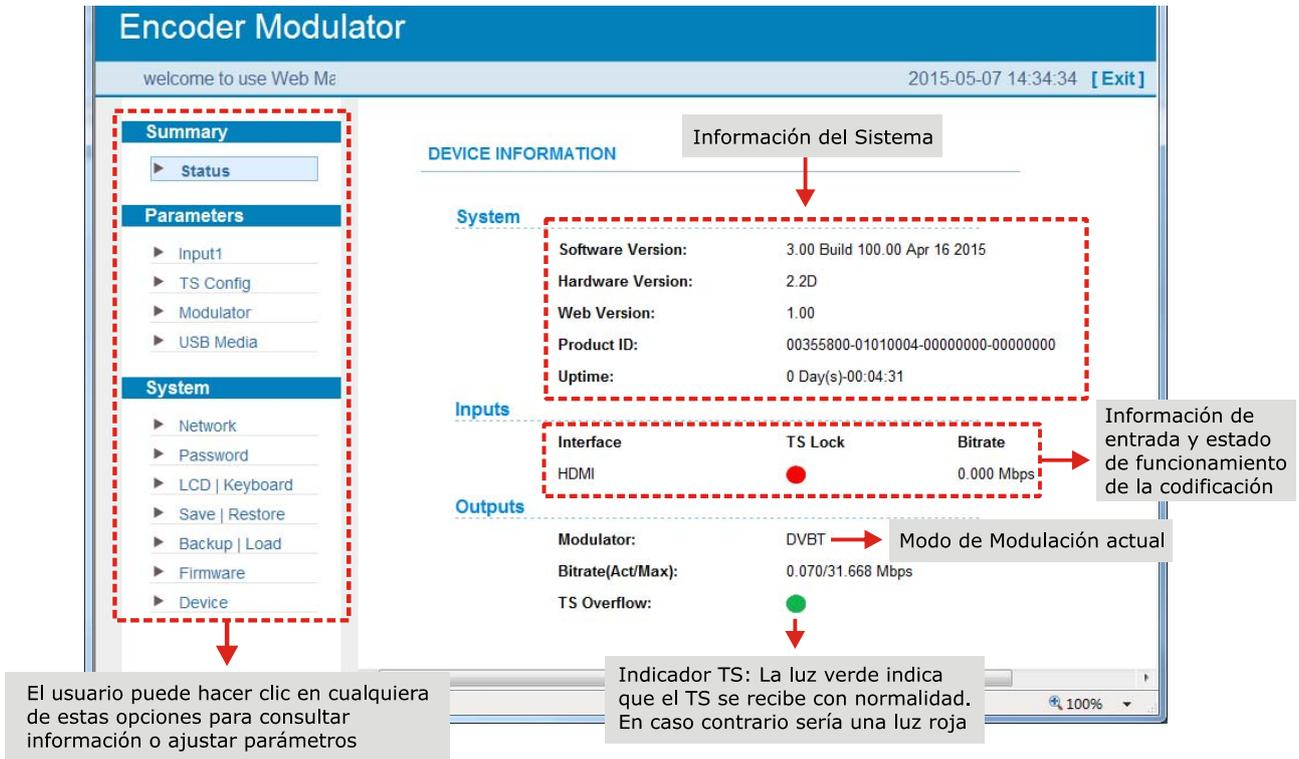 Encoder Modulator
welcome to use Web Ma
2015-05-07 14:34:34 [ Exit ]
Summary
Status
Parameters
Input1
TS Config
Modulator
USB Media
System
Network
Password
LCD | Keyboard
Save | Restore
Backup | Load
Firmware
Device
El usuario puede hacer clic en cualquiera
de estas opciones para consultar
información o ajustar parámetros
Información del Sistema
DEVICE INFORMATION
System
Software Version: 3.00 Build 100.00 Apr 16 2015
Hardware Version: 2.2D
Web Version: 1.00
Product ID: 00355800-01010004-00000000-00000000
Uptime: 0 Day(s)-00:04:31
Inputs
Interface TS Lock Bitrate
HDMI 0.000 Mbps
Información de
entrada y estado
de funcionamiento
de la codificación
Outputs
Modulator: DVBT
Modo de Modulación actual
Bitrate(Act/Max): 0.070/31.668 Mbps
TS Overflow:
Indicador TS: La luz verde indica
que el TS se recibe con normalidad.
En caso contrario sería una luz roja
100%